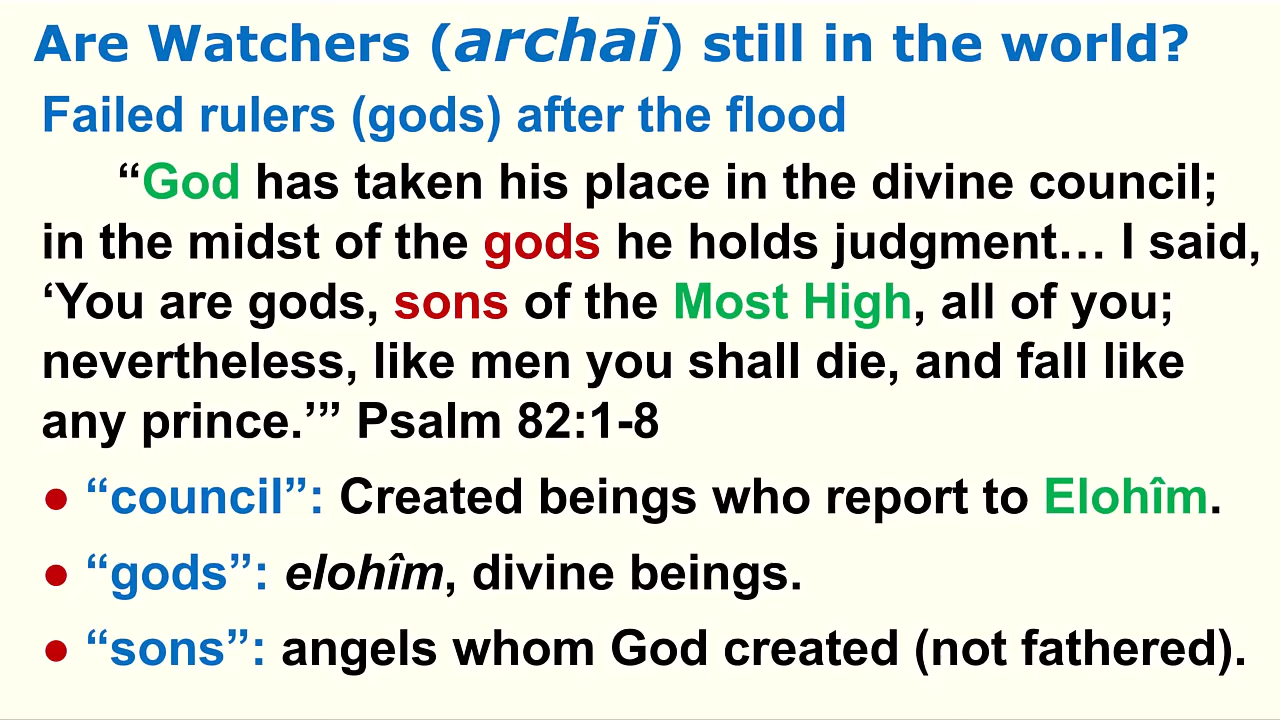 Are Watchers (archai) still in the world?
Failed rulers (gods) after the flood
“God has taken his place in the divine council;
in the midst of the gods he holds judgment… I said,
‘You are gods, sons of the Most High, all of you;
nevertheless, like men you shall die, and fall like
any prince.’” Psalm 82:1-8
● “council”: Created beings who report to Elohîm.
● “gods”: elohîm, divine beings.
● “sons”: angels whom God created (not fathered).